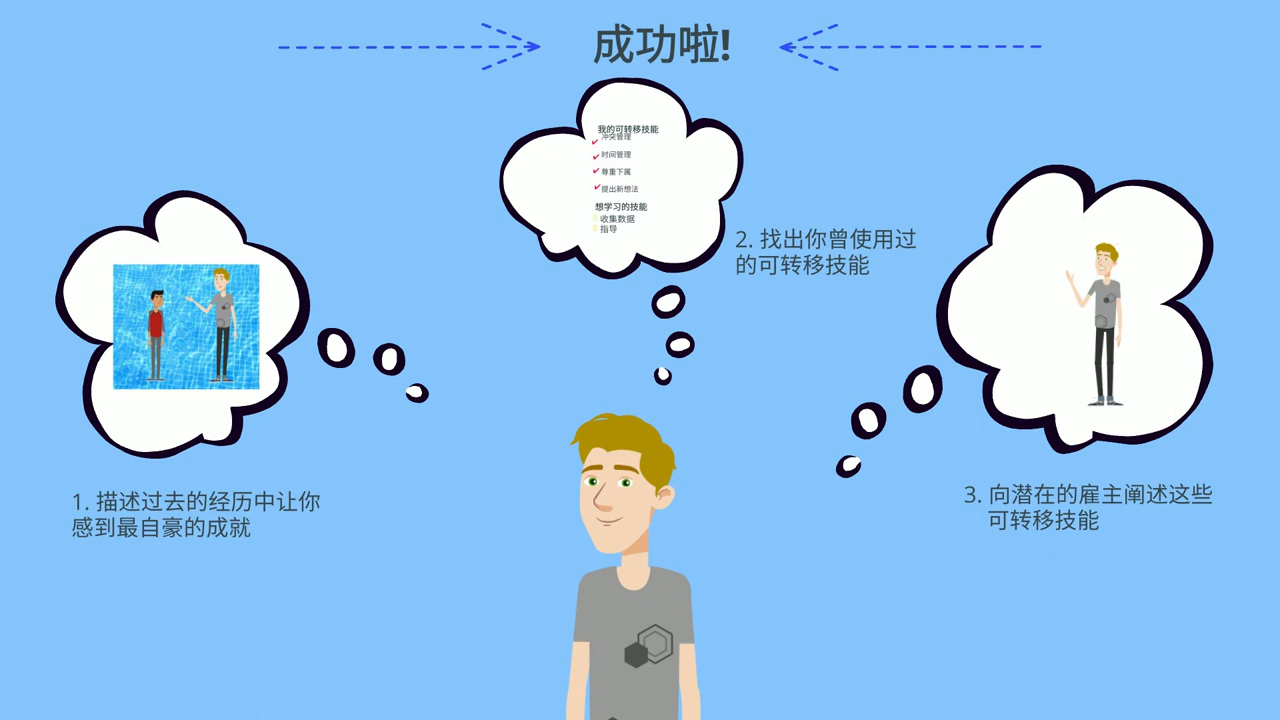 成功啦!
我的可转移技能
冲突管理
时间管理
尊重下属
提出新想法
想学习的技能
收集数据
指导
2. 找出你曾使用过
的可转移技能
1. 描述过去的经历中让你
感到最自豪的成就
3. 向潜在的雇主阐述这些
可转移技能